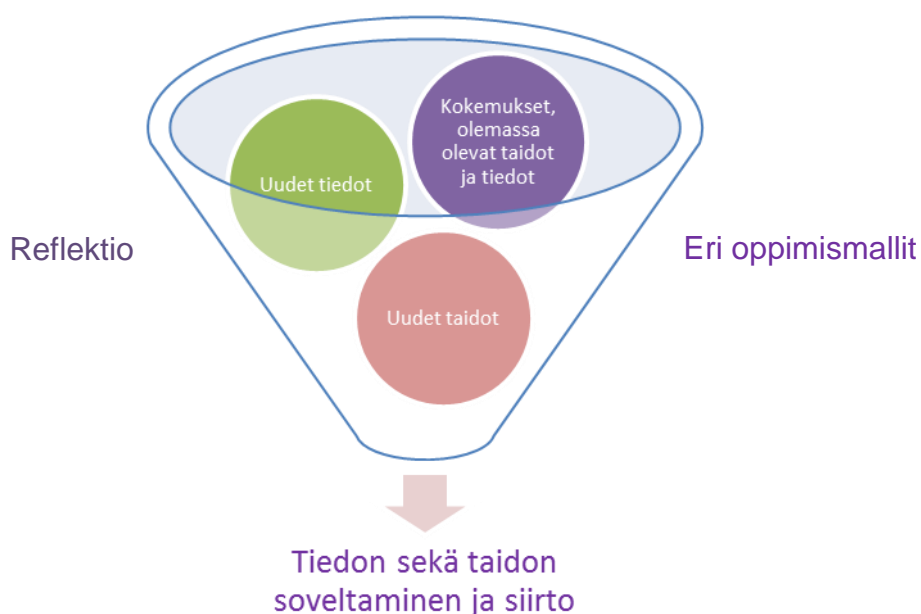 Kokemukset,
olemassa
olevat taidot
ja tiedot
Uudet tiedot
Reflektio
Eri oppimismallit
Uudet taidot
Tiedon sekä taidon
soveltaminen ja siirto